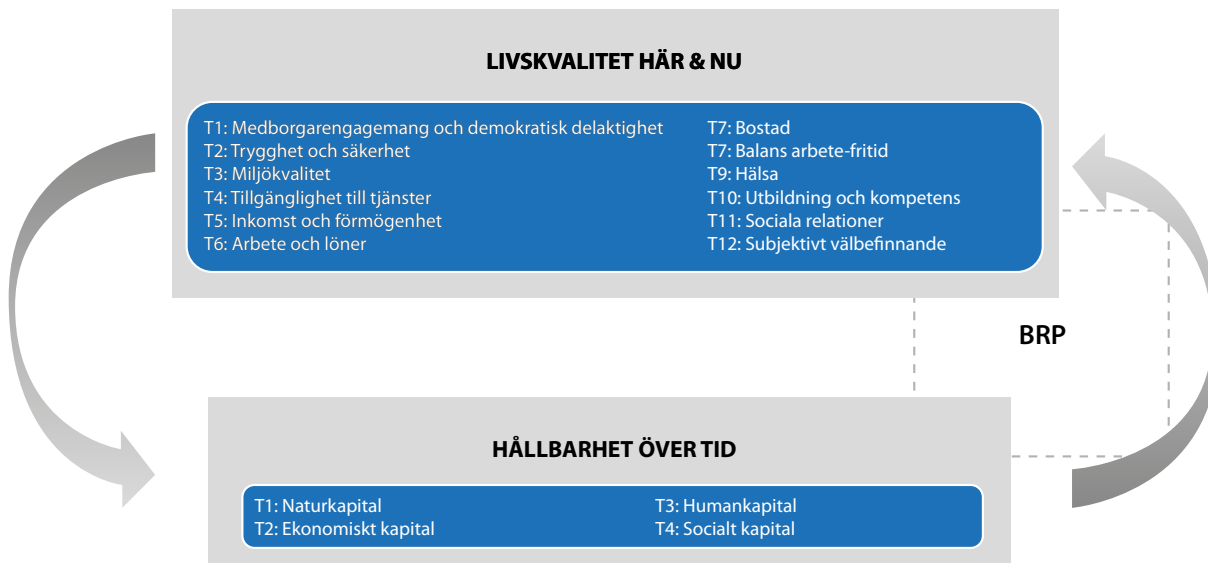 LIVSKVALITET HÄR & NU
T1: Medborgarengagemang och demokratisk delaktighet
T2: Trygghet och säkerhet
T3: Miljökvalitet
T4: Tillgänglighet till tjänster
T5: Inkomst och förmögenhet
T6: Arbete och löner
T7: Bostad
T7: Balans arbete-fritid
T9: Hälsa
T10: Utbildning och kompetens
T11: Sociala relationer
T12: Subjektivt välbefinnande
BRP
HÅLLBARHET ÖVER TID
T1: Naturkapital
T2: Ekonomiskt kapital
T3: Humankapital
T4: Socialt kapital